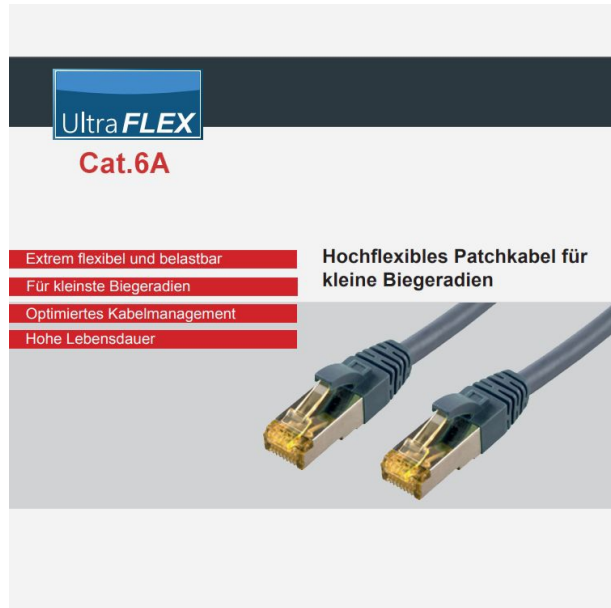 Ultra FLEX
Cat.6A
Extrem flexibel und belastbar
Für kleinste Biegeradien
Optimiertes Kabelmanagement
Hohe Lebensdauer
Hochflexibles Patchkabel für
kleine Biegeradien